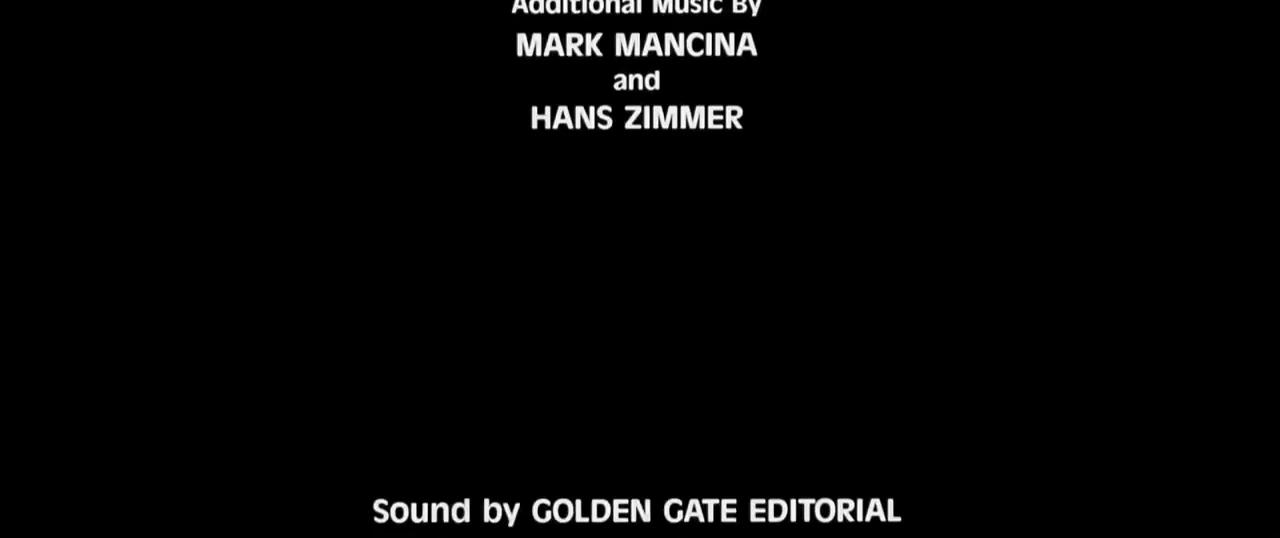 Additional Music By
MARK MANCINA
and
HANS ZIMMER
Sound by GOLDEN GATE EDITORIAL